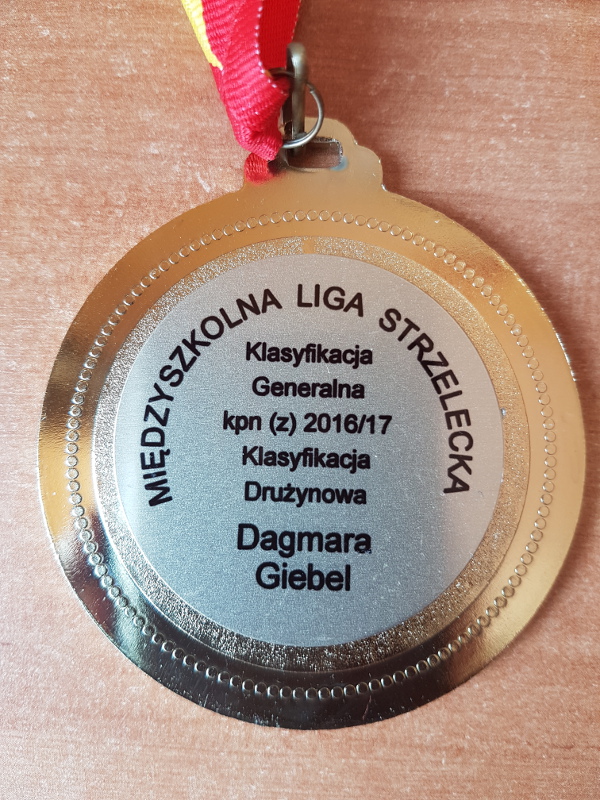 MIĘDZYSZKOLNA LIGA STRZELECKA
Klasyfikacja
Generalna
kpn (z) 2016/17
Klasyfikacja
Drużynowa
Dagmara
Giebel